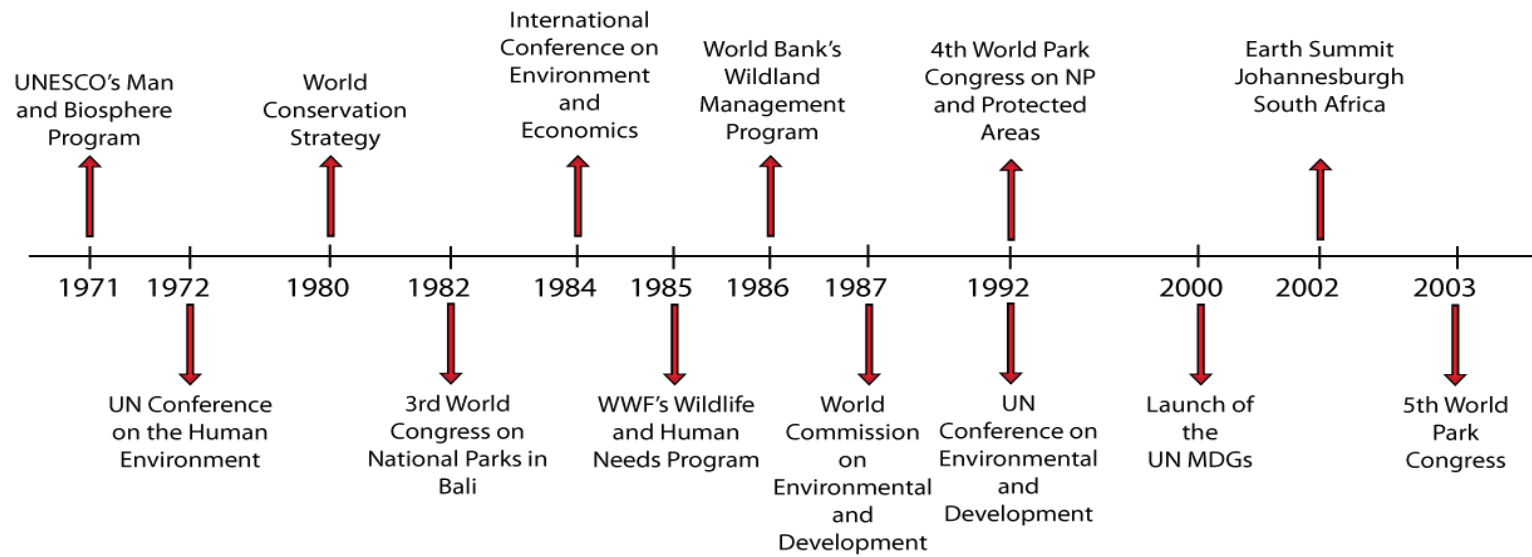 UNESCO's Man
and Biosphere
Program
World
Conservation
Strategy
International
Conference on
Environment
and
Economics
World Bank's
Wildland
Management
Program
4th World Park
Congress on NP
and Protected
Areas
Earth Summit
Johannesburgh
South Africa
1971 1972 1980 1982 1984 1985 1986 1987 1992 2000 2002 2003
UN Conference
on the Human
Environment
3rd World
Congress on
National Parks in
Bali
WWF's Wildlife
and Human
Needs Program
World
Commission
on
Environmental
and
Development
UN
Conference on
Environmental
and
Development
Launch of
the
UN MDGs
5th World
Park
Congress